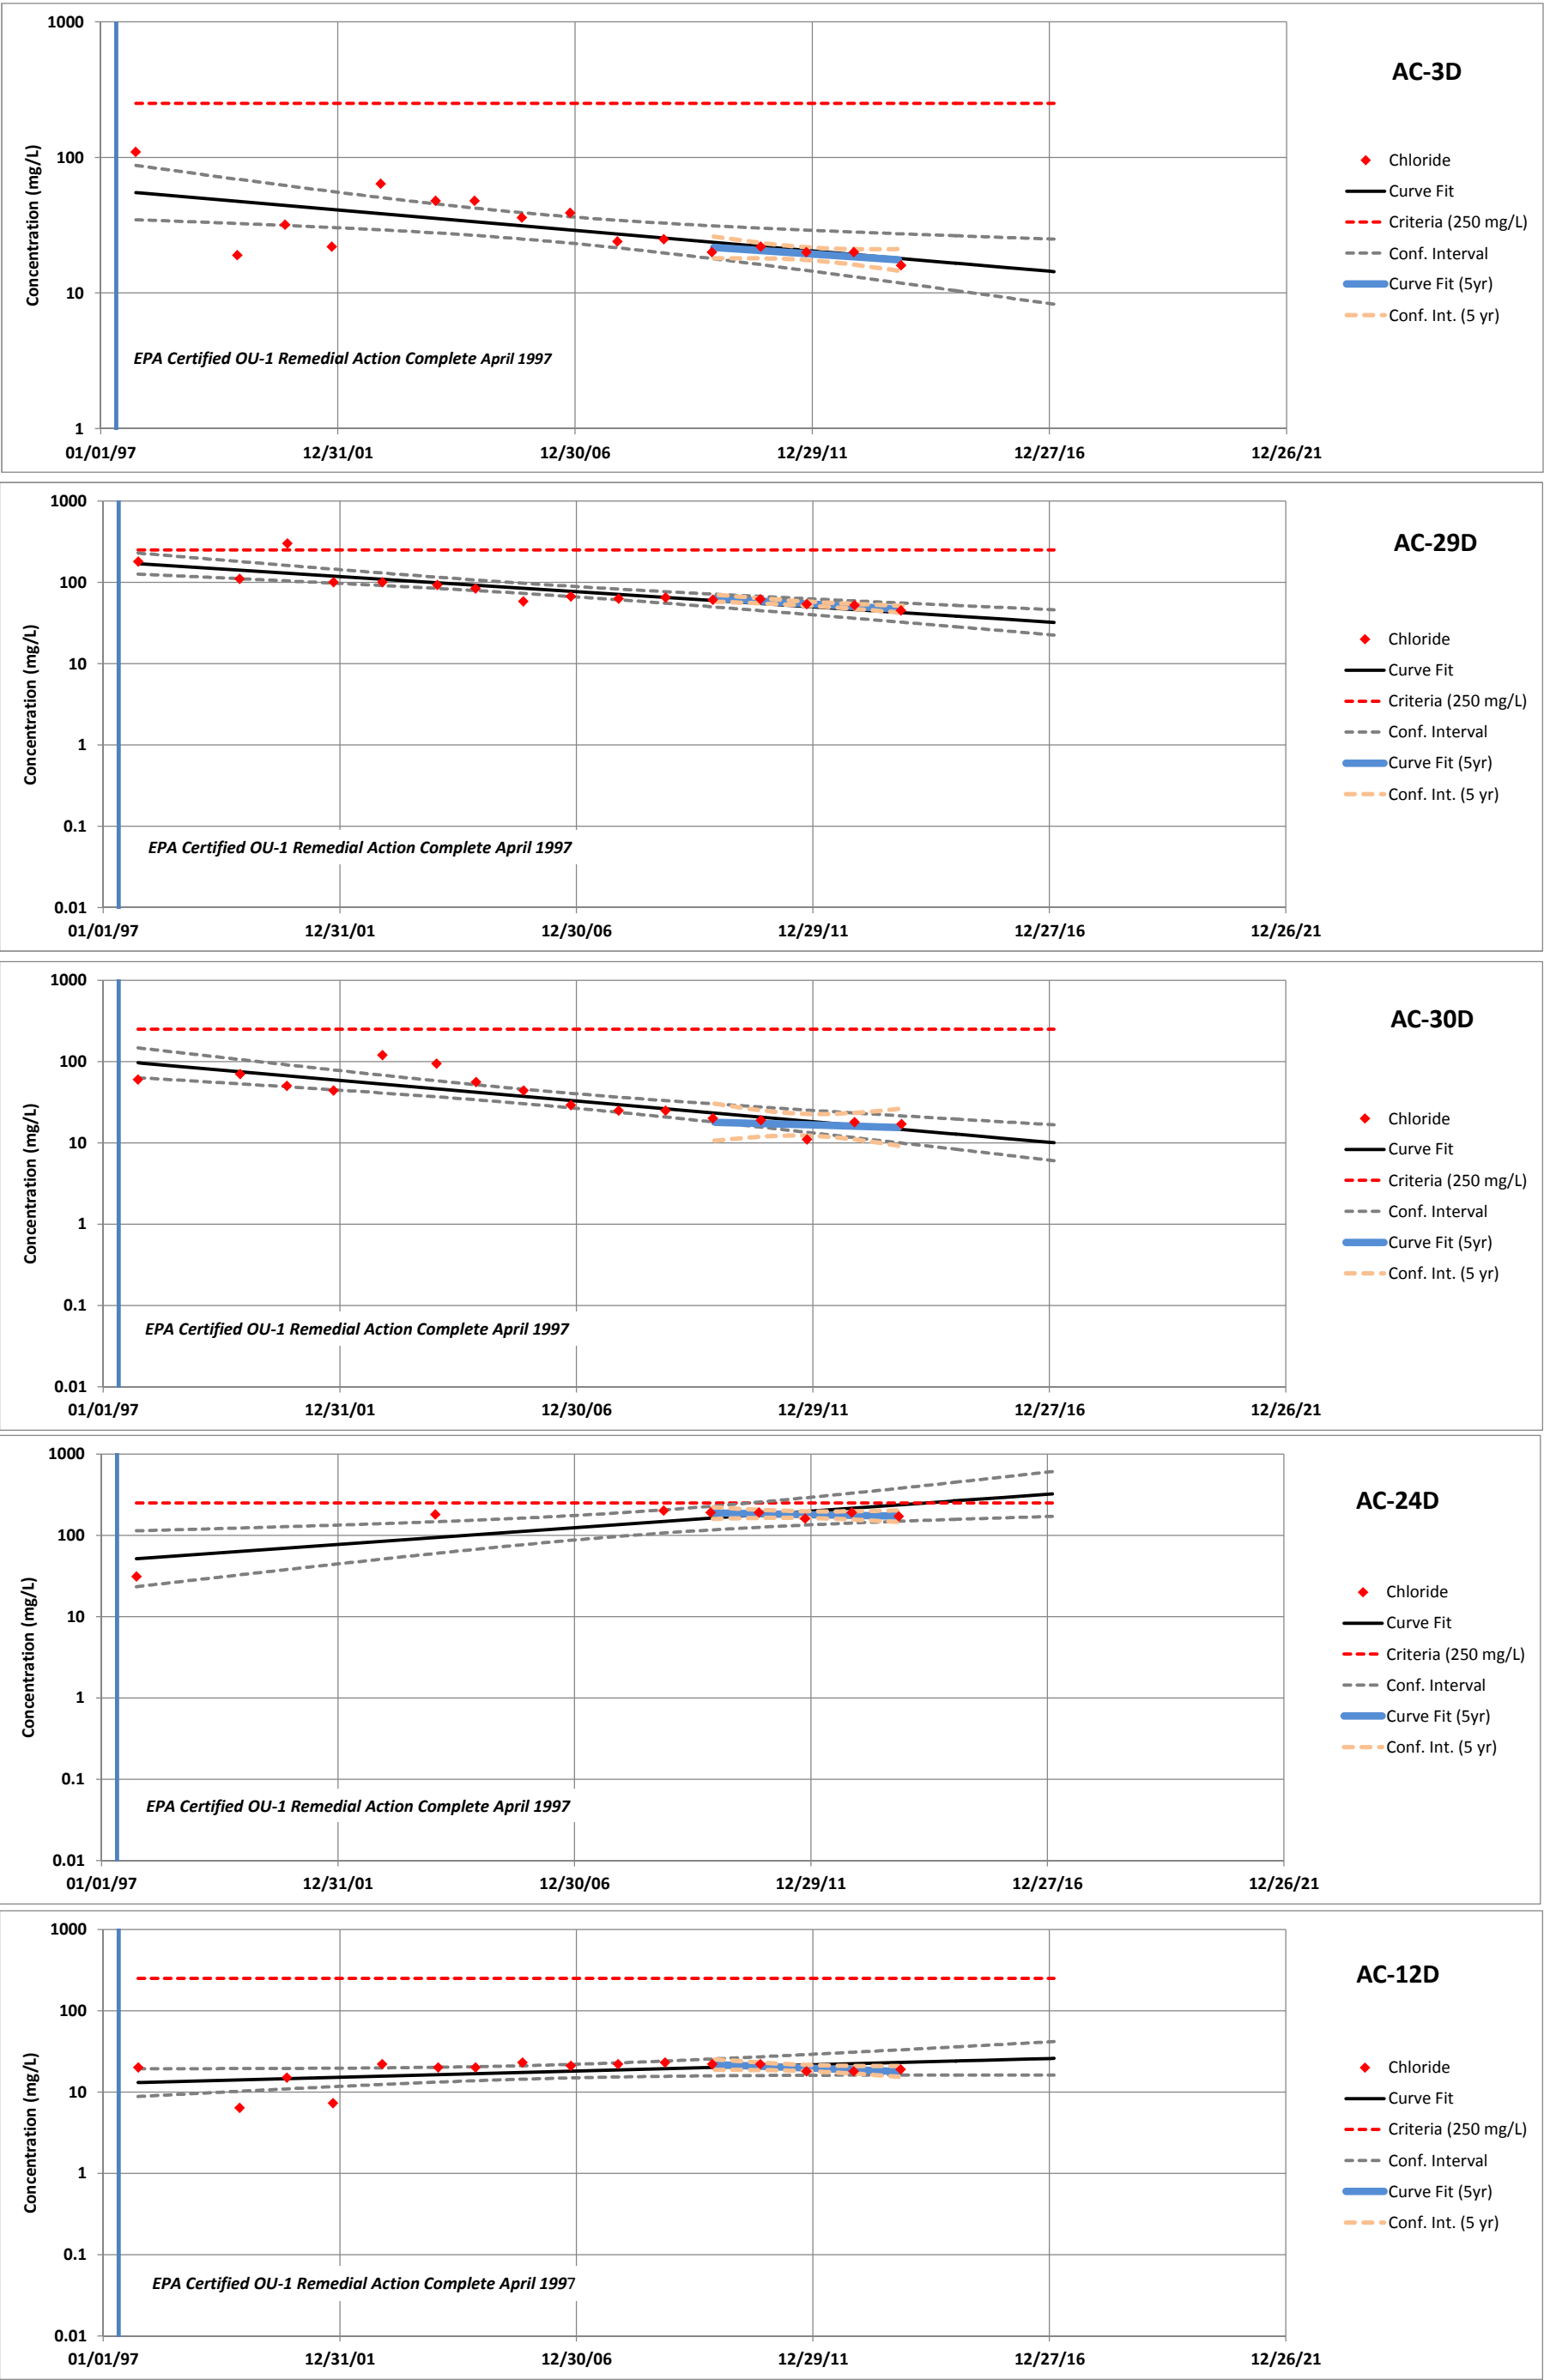 AC-3D
Concentration (mg/L)
1000
100
10
1
EPA Certified OU-1 Remedial Action Complete April 1997
01/01/97 12/31/01 12/30/06 12/29/11 12/27/16 12/26/21
Chloride
Curve Fit
Criteria (250 mg/L)
Conf. Interval
Curve Fit (5yr)
Conf. Int. (5 yr)
AC-29D
Concentration (mg/L)
1000
100
10
1
0.1
0.01
EPA Certified OU-1 Remedial Action Complete April 1997
01/01/97 12/31/01 12/30/06 12/29/11 12/27/16 12/26/21
Chloride
Curve Fit
Criteria (250 mg/L)
Conf. Interval
Curve Fit (5yr)
Conf. Int. (5 yr)
AC-30D
Concentration (mg/L)
1000
100
10
1
0.1
0.01
EPA Certified OU-1 Remedial Action Complete April 1997
01/01/97 12/31/01 12/30/06 12/29/11 12/27/16 12/26/21
Chloride
Curve Fit
Criteria (250 mg/L)
Conf. Interval
Curve Fit (5yr)
Conf. Int. (5 yr)
AC-24D
Concentration (mg/L)
1000
100
10
1
0.1
0.01
EPA Certified OU-1 Remedial Action Complete April 1997
01/01/97 12/31/01 12/30/06 12/29/11 12/27/16 12/26/21
Chloride
Curve Fit
Criteria (250 mg/L)
Conf. Interval
Curve Fit (5yr)
Conf. Int. (5 yr)
AC-12D
Concentration (mg/L)
1000
100
10
1
0.1
0.01
EPA Certified OU-1 Remedial Action Complete April 1997
01/01/97 12/31/01 12/30/06 12/29/11 12/27/16 12/26/21
Chloride
Curve Fit
Criteria (250 mg/L)
Conf. Interval
Curve Fit (5yr)
Conf. Int. (5 yr)